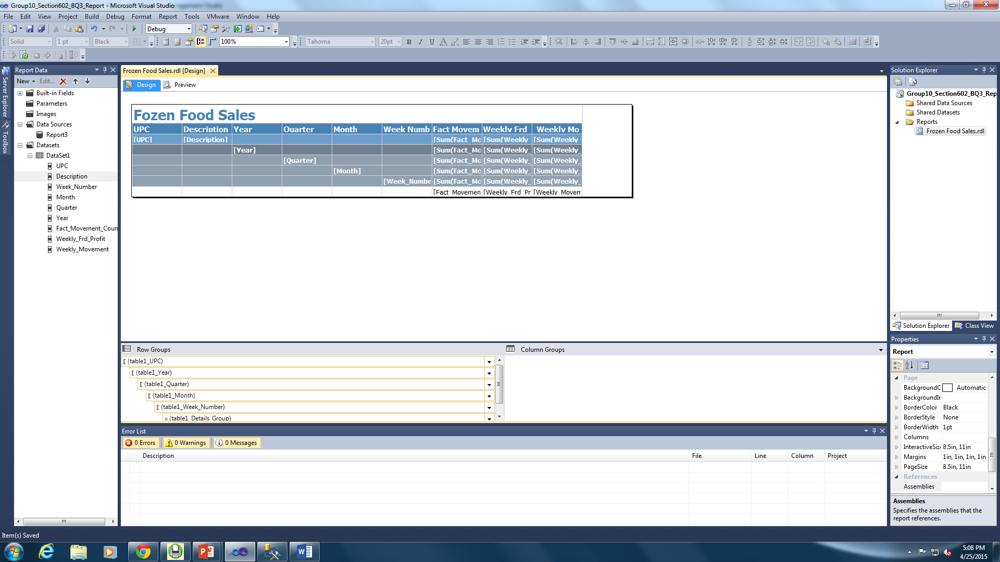 Group10_Section602_BQ3_Report - Microsoft Visual Studio
File Edit View Project Build Debug Format Report Tools VMware Window Help
Debug
Solid 1 pt Black 100% Tahoma 20pt B I U A
Server Explorer
Toolbox
Report Data
New Edit...
Built-in Fields
Parameters
Images
Data Sources
Report3
Datasets
DataSet1
UPC
Description
Week_Number
Month
Quarter
Year
Fact_Movement_Coun
Weekly_Frd_Profit
Weekly_Movement
Frozen Food Sales.rdl [Design]
Design Preview
Fozen Food Sales
UPC Description Year Quarter Month Week Numb Fact Movem Weekly Frd Weekly Mo
[UPC] [Description] [Sum(Fact_Mo [Sum(Weekly_ [Sum(Weekly_
[Year] [Sum(Fact_Mo [Sum(Weekly_ [Sum(Weekly_
[Quarter] [Sum(Fact_Mo [Sum(Weekly_ [Sum(Weekly_
[Month] [Sum(Fact_Mo [Sum(Weekly_ [Sum(Weekly_
[Week_Numbe [Sum(Fact_Mo [Sum(Weekly_ [Sum(Weekly_
[Fact_Movemen [Weekly_Frd_Pr [Weekly_Movem
Row Groups
(table1_UPC)
(table1_Year)
(table1_Quarter)
(table1_Month)
(table1_Week_Number)
(table1_Details_Group)
Column Groups
Error List
0 Errors 0 Warnings 0 Messages
Description File Line Column Project
Solution Explorer
Group10_Section602_BQ3_Rep
Shared Data Sources
Shared Datasets
Reports
Frozen Food Sales.rdl
Solution Explorer Class View
Properties
Report
Page
BackgroundC Automatic
BackgroundIr
BorderColor Black
BorderStyle None
BorderWidth 1pt
Columns
InteractiveSiz 8.5in, 11in
Margins 1in, 1in, 1in, 1in
PageSize 8.5in, 11in
References
Assemblies
Assemblies
Specifies the assemblies that the
report references.
Item(s) Saved
5:08 PM
4/25/2015